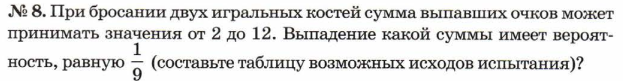 № 8. При бросании двух игральных костей сумма выпавших очков может
принимать значения от 2 до 12. Выпадение какой суммы имеет вероят-
ность, равную 1/9 (составьте таблицу возможных исходов испытания)?